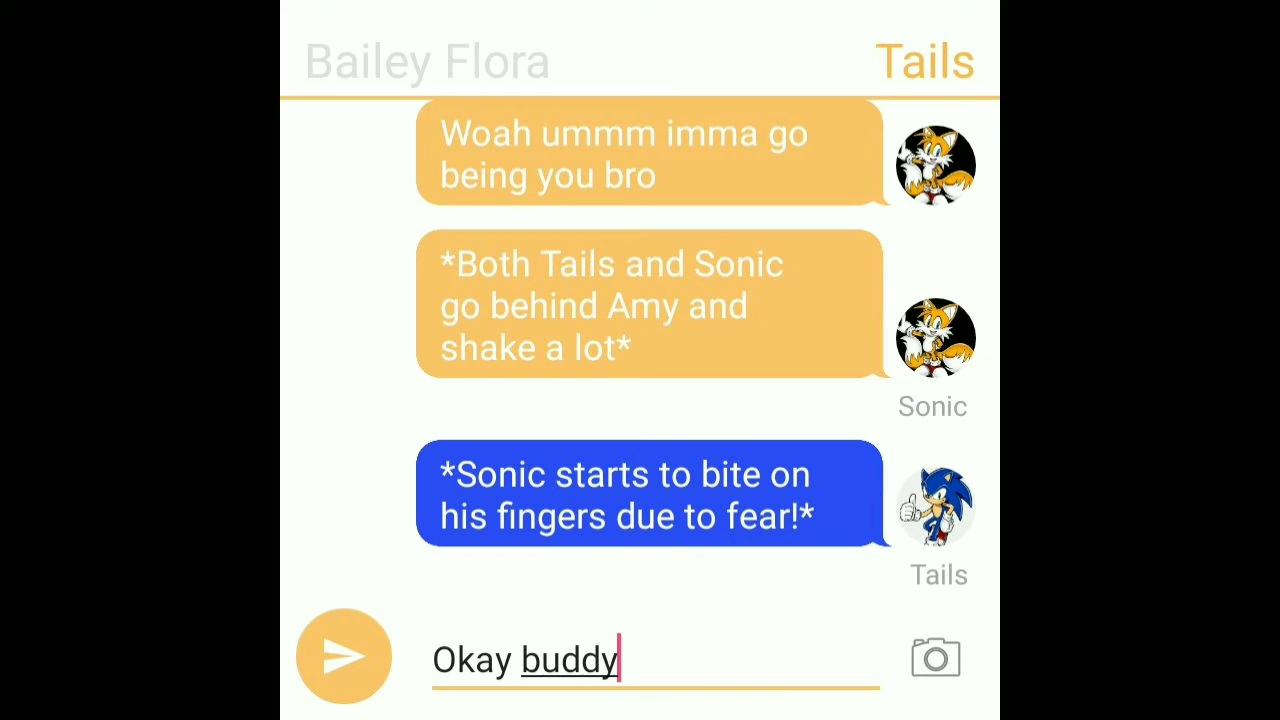 Bailey Flora
Tails
Woah ummm imma go
being you bro
*Both Tails and Sonic
go behind Amy and
shake a lot*
Sonic
*Sonic starts to bite on
his fingers due to fear!*
Tails
Okay buddy